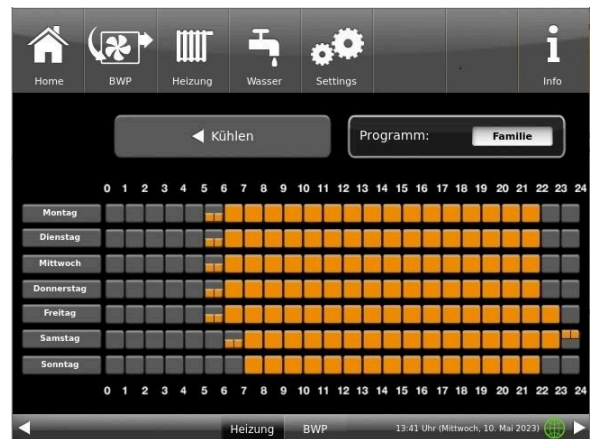 Home BWP Heizung Wasser Settings Info
Kühlen Programm: Familie
0 1 2 3 4 5 6 7 8 9 10 11 12 13 14 15 16 17 18 19 20 21 22 23 24
Montag
Dienstag
Mittwoch
Donnerstag
Freitag
Samstag
Sonntag
0 1 2 3 4 5 6 7 8 9 10 11 12 13 14 15 16 17 18 19 20 21 22 23 24
Heizung BWP 13:41 Uhr (Mittwoch, 10. Mai 2023)